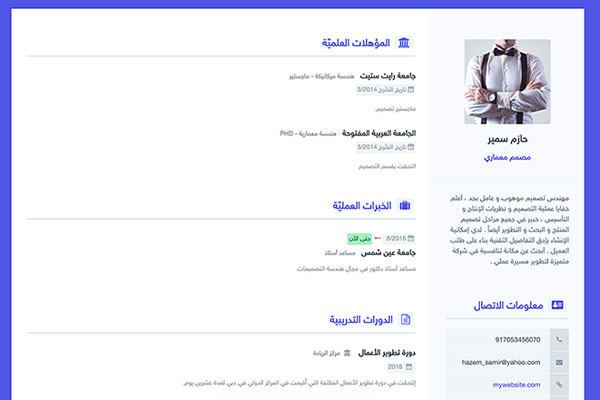 حازم سمير
مصمم معماري
مهندس تصميم موهوب و عامل بجد ، أعلم
خفايا عملية التصميم و نظريات الإنتاج و
التأسيس ، خبير في جميع مراحل تصميم
المنتج و البحث و التطوير أيضاً . لدي إمكانية
الإنشاء بإدق التفاصيل التقنية بناء على طلب
العميل . أبحث عن مكانة تنافسية في شركة
متميزة لتطوير مسيرة عملي .
معلومات الاتصال
917053456070
hazem_samir@yahoo.com
mywebsite.com
المؤهلات العلميّة
جامعة رايت ستيت هندسة ميكانيكة - ماجستير
تاريخ التخرّج 3/2014
ماجستير تصميم.
الجامعة العربية المفتوحة هندسة معمارية - PHD
تاريخ التخرّج 3/2014
التحقت بقسم التصميم.
الخبرات العمليّة
8/2016 ← حتى الآن
جامعة عين شمس مساعد أستاذ
مساعد أستاذ دكتور في مجال هندسة التصميمات
الدورات التدريبية
دورة تطوير الأعمال مركز الريادة
2018
إلتحقت في دورة تطوير الأعمال المكثفة التي أُقيمت في المركز الدولي في دبي لمدة عشرين يوم.